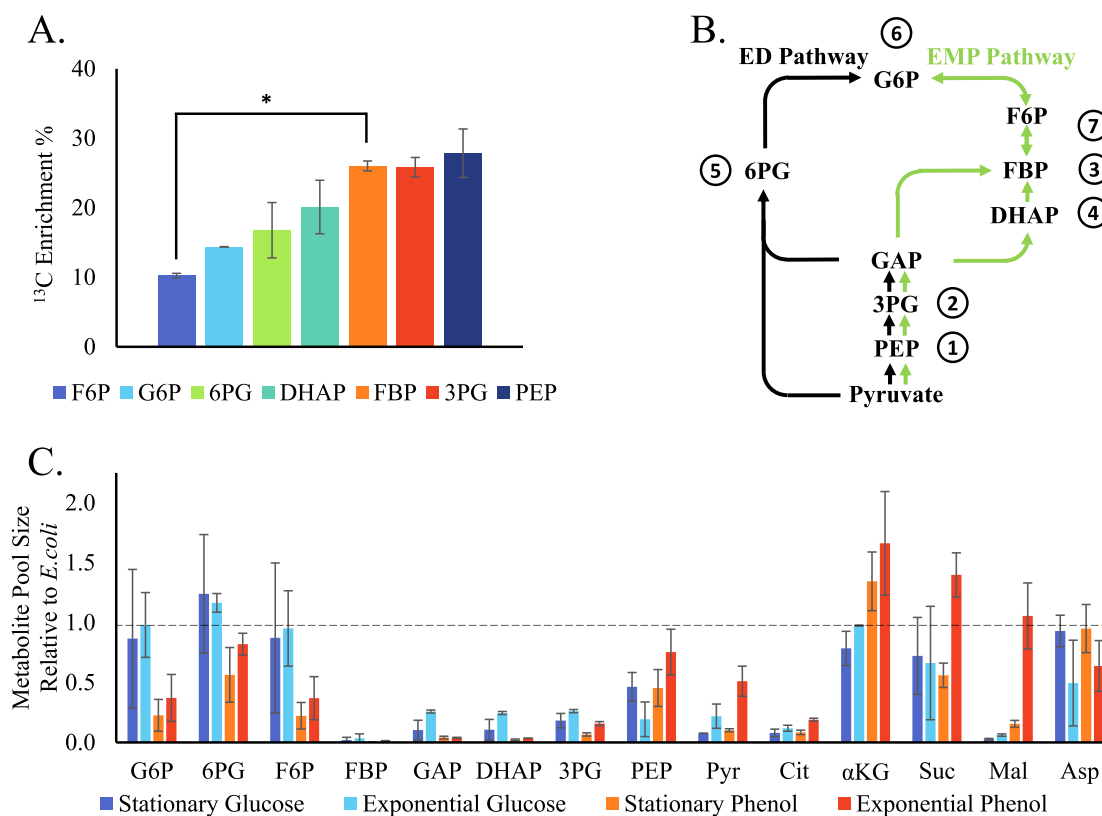 A.
¹³C Enrichment %
40
30
20
10
0
*
F6P G6P 6PG DHAP FBP 3PG PEP
B.
6
ED Pathway EMP Pathway
G6P
F6P
7
5 6PG
FBP 3
DHAP 4
GAP
3PG 2
PEP 1
Pyruvate
C.
Metabolite Pool Size
Relative to E.coli
2.0
1.5
1.0
0.5
0.0
G6P 6PG F6P FBP GAP DHAP 3PG PEP Pyr Cit αKG Suc Mal Asp
Stationary Glucose Exponential Glucose Stationary Phenol Exponential Phenol